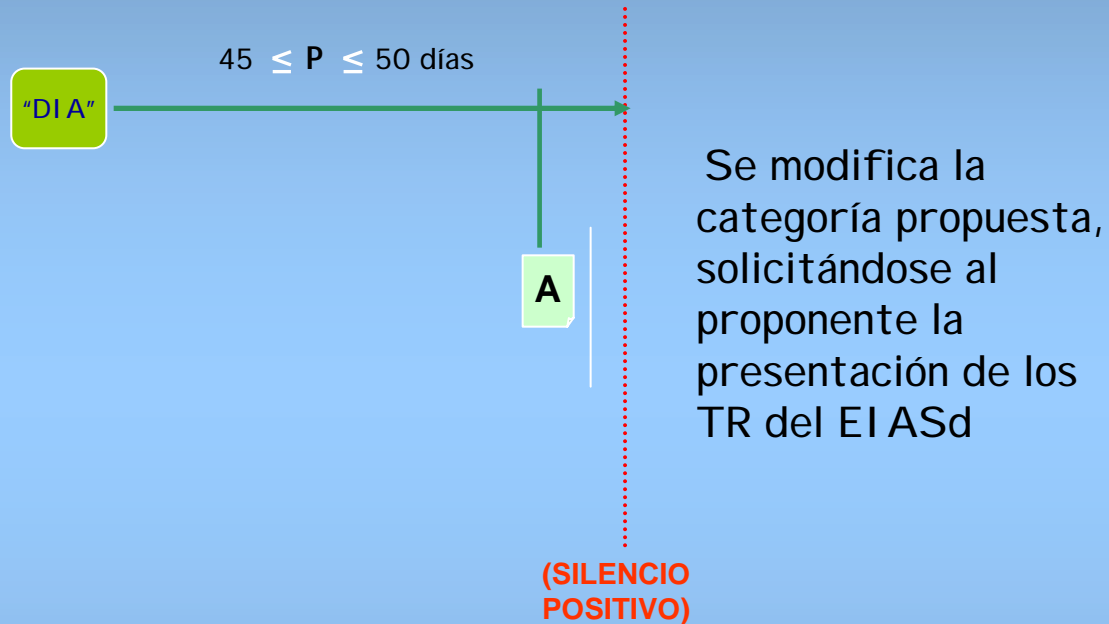 45 ≤ P ≤ 50 días
“DIA”
A
Se modifica la
categoría propuesta,
solicitándose al
proponente la
presentación de los
TR del EIASd
(SILENCIO
POSITIVO)